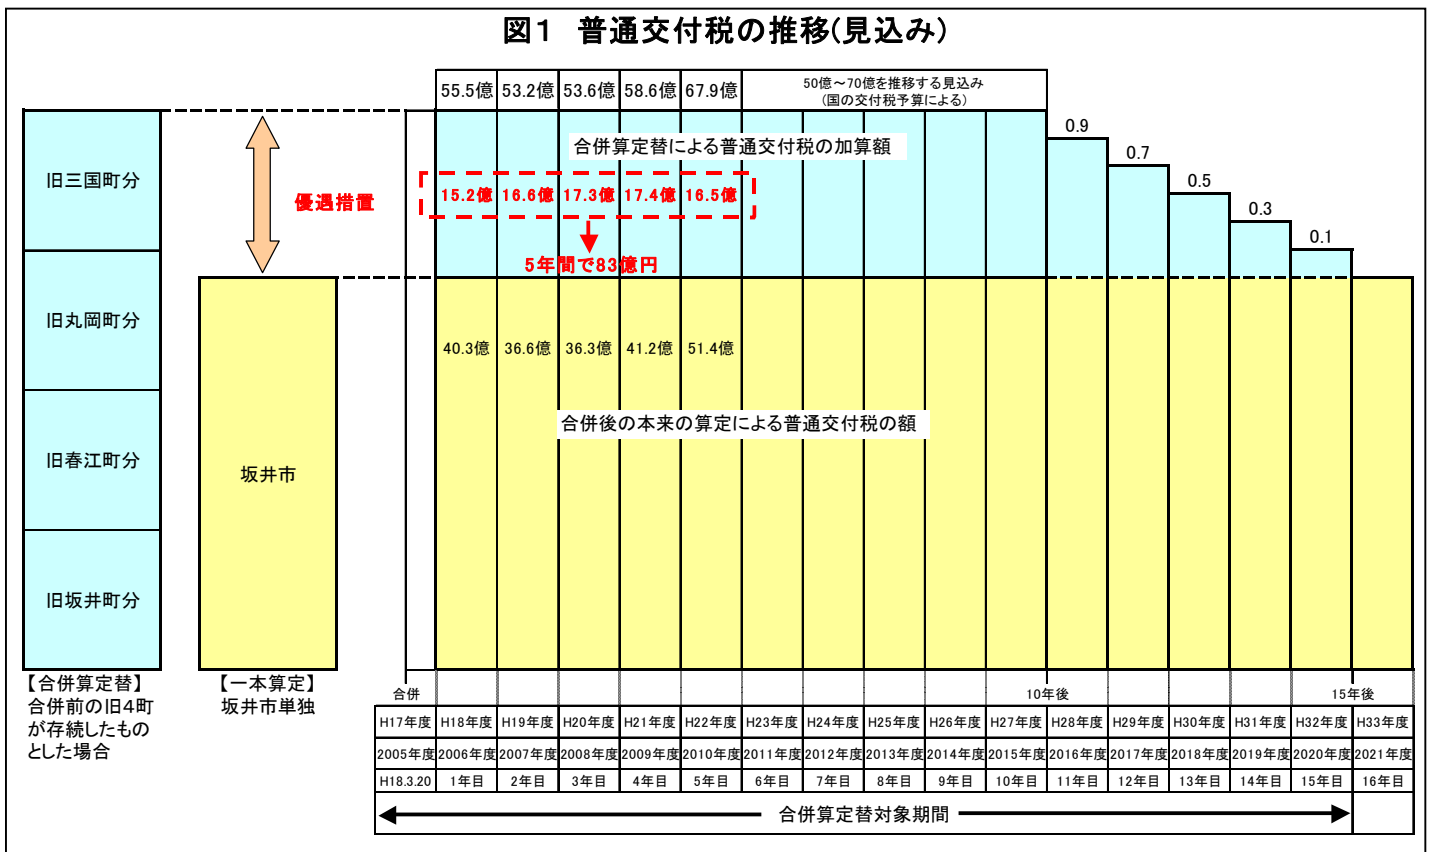 図1　普通交付税の推移(見込み)
55.5億 53.2億 53.6億 58.6億 67.9億
50億～70億を推移する見込み
(国の交付税予算による)
合併算定替による普通交付税の加算額
0.9
0.7
0.5
0.3
0.1
旧三国町分
優遇措置
15.2億 16.6億 17.3億 17.4億 16.5億
5年間で83億円
旧丸岡町分
40.3億 36.6億 36.3億 41.2億 51.4億
合併後の本来の算定による普通交付税の額
旧春江町分
坂井市
旧坂井町分
【合併算定替】
合併前の旧4町
が存続したもの
とした場合
【一本算定】
坂井市単独
合併 10年後 15年後
H17年度 H18年度 H19年度 H20年度 H21年度 H22年度 H23年度 H24年度 H25年度 H26年度 H27年度 H28年度 H29年度 H30年度 H31年度 H32年度 H33年度
2005年度 2006年度 2007年度 2008年度 2009年度 2010年度 2011年度 2012年度 2013年度 2014年度 2015年度 2016年度 2017年度 2018年度 2019年度 2020年度 2021年度
H18.3.20 1年目 2年目 3年目 4年目 5年目 6年目 7年目 8年目 9年目 10年目 11年目 12年目 13年目 14年目 15年目 16年目
合併算定替対象期間